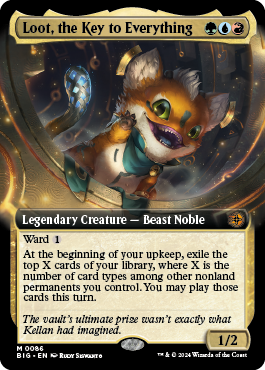 Loot, the Key to Everything
Legendary Creature — Beast Noble
Ward 1
At the beginning of your upkeep, exile the
top X cards of your library, where X is the
number of card types among other nonland
permanents you control. You may play those
cards this turn.
The vault's ultimate prize wasn't exactly what
Kellan had imagined.
1/2
M 0086
BIG • EN Rudy Siswanto
™ & © 2024 Wizards of the Coast